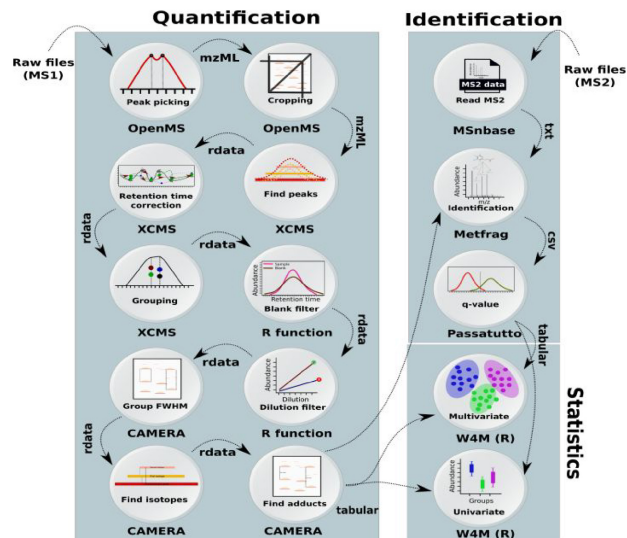 Quantification
Identification
Raw files
(MS1)
mzML
Peak picking
OpenMS
Cropping
OpenMS
mzML
rdata
Retention time
correction
XCMS
Find peaks
XCMS
rdata
rdata
Grouping
XCMS
Abundance
Sample
Blank
Retention time
Blank filter
R function
rdata
rdata
Group FWHM
CAMERA
Abundance
Dilution
Dilution filter
R function
rdata
rdata
Find isotopes
CAMERA
Find adducts
CAMERA
tabular
Raw files
(MS2)
MS2 data
Read MS2
MSnbase
txt
Abundance
m/z
Identification
Metfrag
csv
q-value
Passatutto
tabular
Statistics
Multivariate
W4M (R)
Abundance
Groups
Univariate
W4M (R)